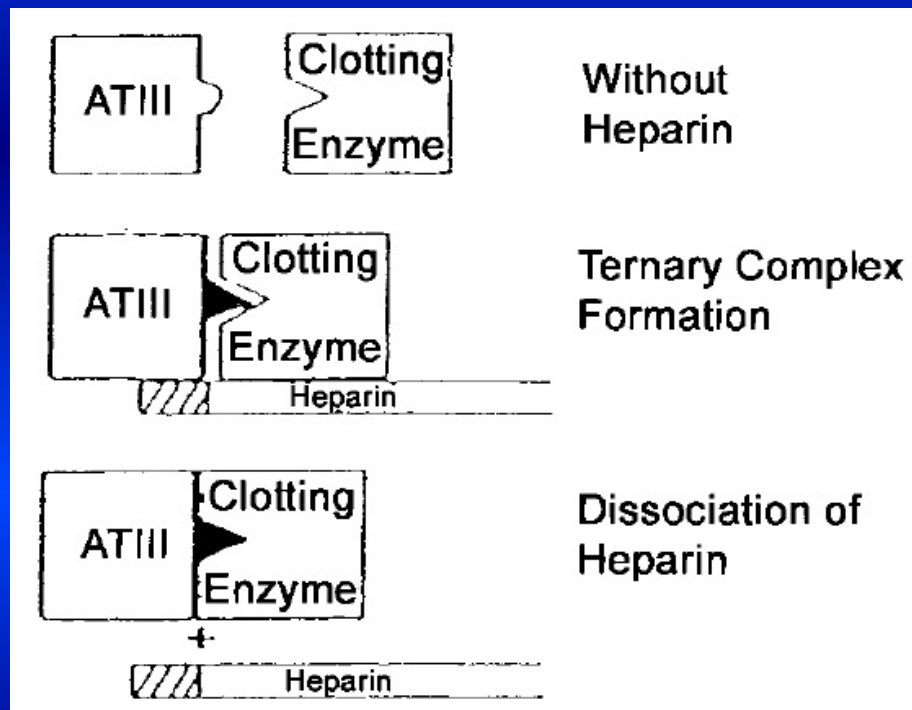 ATIII
Clotting
Enzyme
Without
Heparin
ATIII
Clotting
Enzyme
Heparin
Ternary Complex
Formation
ATIII
Clotting
Enzyme
+
Heparin
Dissociation of
Heparin